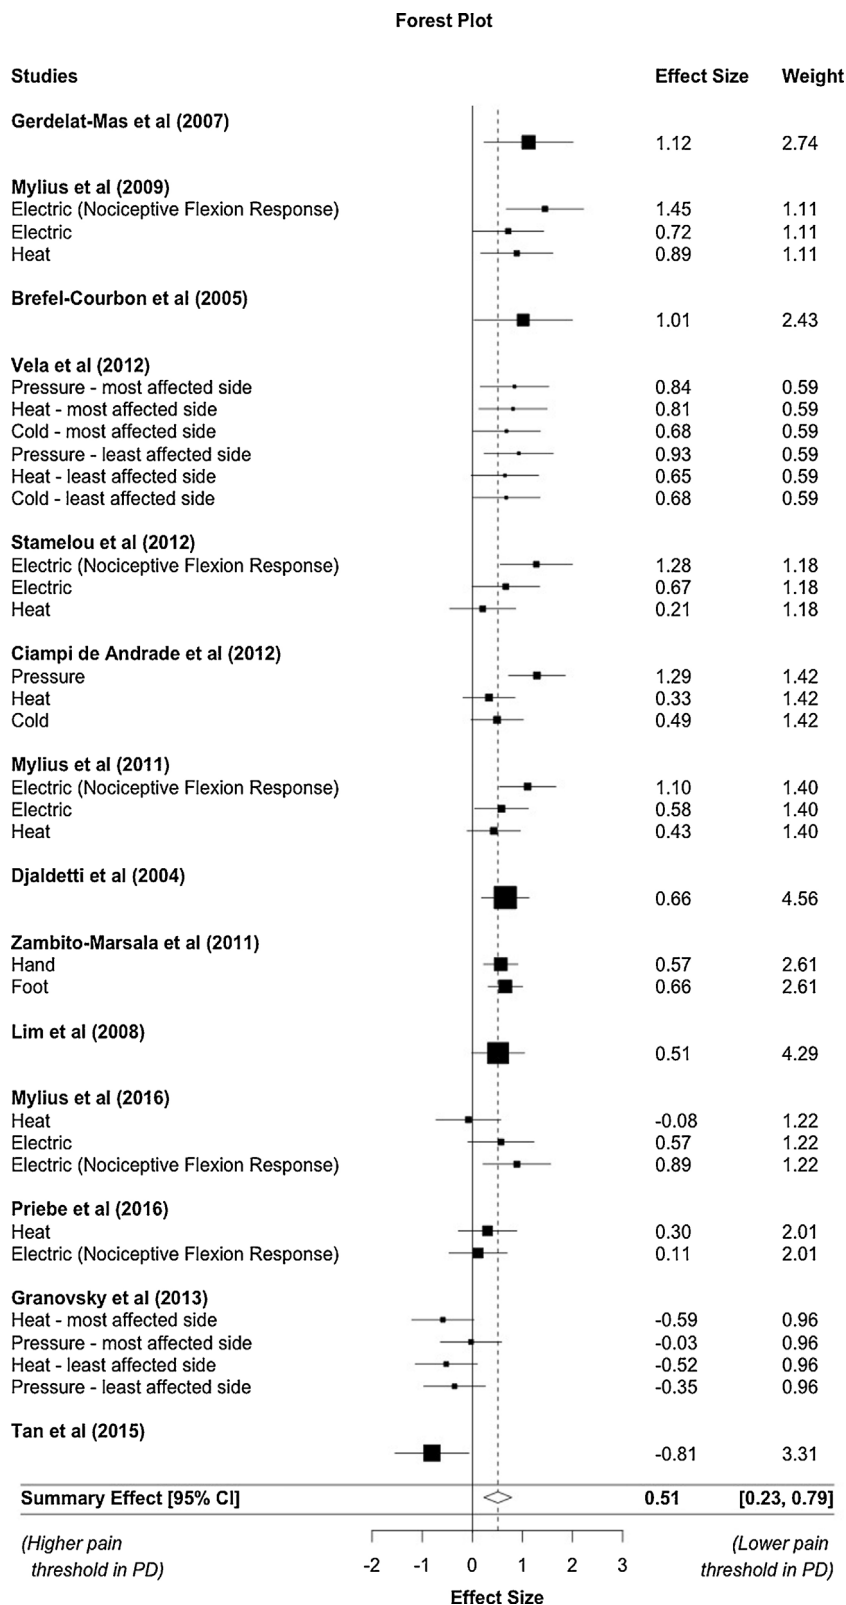 Forest Plot
Studies Effect Size Weight
Gerdelat-Mas et al (2007)
1.12 2.74
Mylius et al (2009)
Electric (Nociceptive Flexion Response) 1.45 1.11
Electric 0.72 1.11
Heat 0.89 1.11
Brefel-Courbon et al (2005)
1.01 2.43
Vela et al (2012)
Pressure - most affected side 0.84 0.59
Heat - most affected side 0.81 0.59
Cold - most affected side 0.68 0.59
Pressure - least affected side 0.93 0.59
Heat - least affected side 0.65 0.59
Cold - least affected side 0.68 0.59
Stamelou et al (2012)
Electric (Nociceptive Flexion Response) 1.28 1.18
Electric 0.67 1.18
Heat 0.21 1.18
Ciampi de Andrade et al (2012)
Pressure 1.29 1.42
Heat 0.33 1.42
Cold 0.49 1.42
Mylius et al (2011)
Electric (Nociceptive Flexion Response) 1.10 1.40
Electric 0.58 1.40
Heat 0.43 1.40
Djaldetti et al (2004)
0.66 4.56
Zambito-Marsala et al (2011)
Hand 0.57 2.61
Foot 0.66 2.61
Lim et al (2008)
0.51 4.29
Mylius et al (2016)
Heat -0.08 1.22
Electric 0.57 1.22
Electric (Nociceptive Flexion Response) 0.89 1.22
Priebe et al (2016)
Heat 0.30 2.01
Electric (Nociceptive Flexion Response) 0.11 2.01
Granovsky et al (2013)
Heat - most affected side -0.59 0.96
Pressure - most affected side -0.03 0.96
Heat - least affected side -0.52 0.96
Pressure - least affected side -0.35 0.96
Tan et al (2015)
-0.81 3.31
Summary Effect [95% CI] 0.51 [0.23, 0.79]
(Higher pain (Lower pain
threshold in PD) -2 -1 0 1 2 3 threshold in PD)
Effect Size